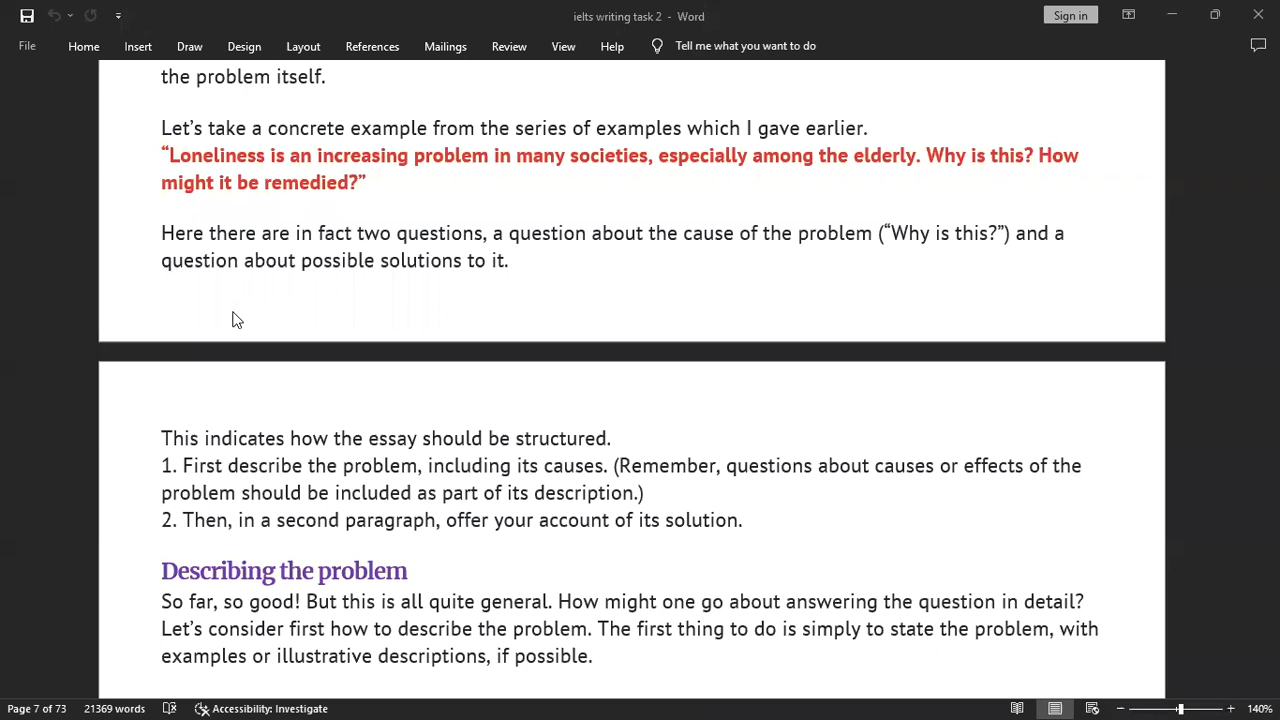 ielts writing task 2 - Word
Sign in
File Home Insert Draw Design Layout References Mailings Review View Help Tell me what you want to do
the problem itself.
Let’s take a concrete example from the series of examples which I gave earlier.
“Loneliness is an increasing problem in many societies, especially among the elderly. Why is this? How
might it be remedied?”
Here there are in fact two questions, a question about the cause of the problem (“Why is this?”) and a
question about possible solutions to it.
This indicates how the essay should be structured.
1. First describe the problem, including its causes. (Remember, questions about causes or effects of the
problem should be included as part of its description.)
2. Then, in a second paragraph, offer your account of its solution.
Describing the problem
So far, so good! But this is all quite general. How might one go about answering the question in detail?
Let’s consider first how to describe the problem. The first thing to do is simply to state the problem, with
examples or illustrative descriptions, if possible.
Page 7 of 73 21369 words Accessibility: Investigate 140%